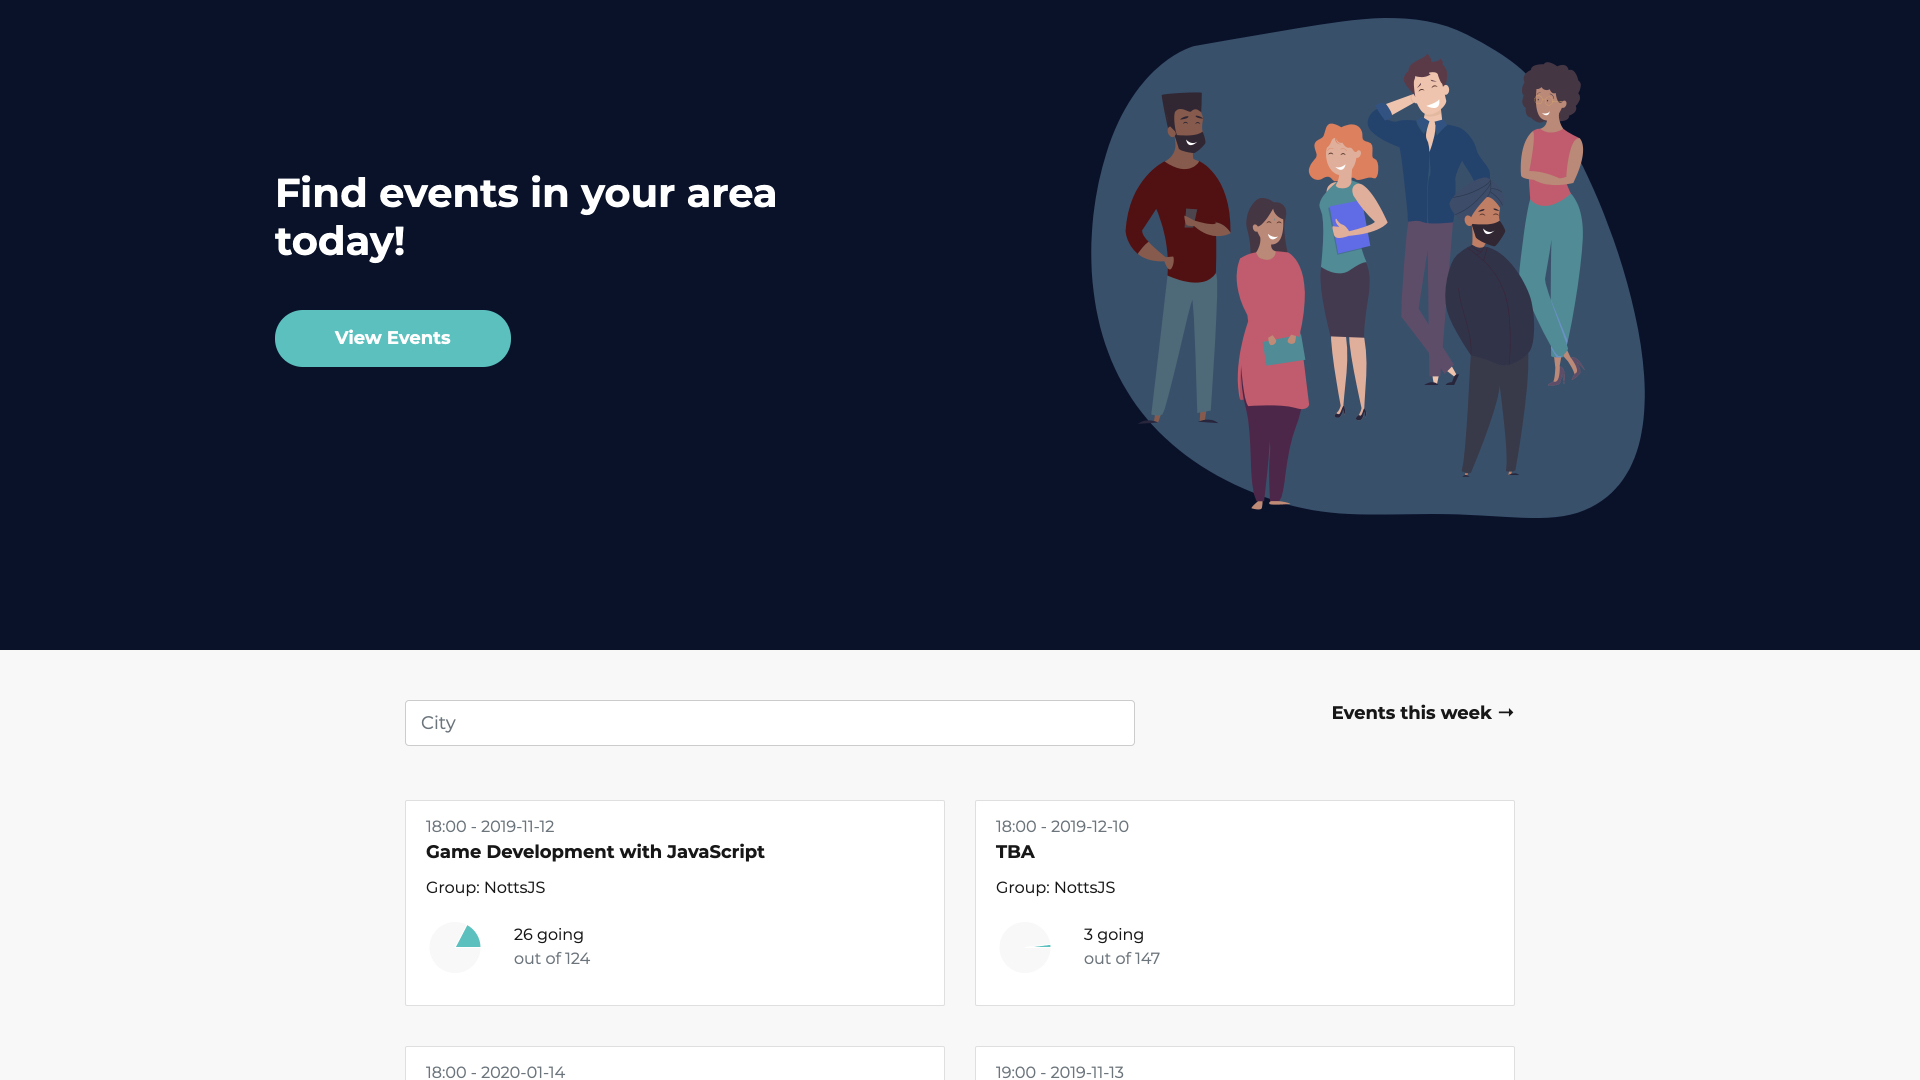 Find events in your area
today!
View Events
City
Events this week →
18:00 - 2019-11-12
Game Development with JavaScript
Group: NottsJS
26 going
out of 124
18:00 - 2019-12-10
TBA
Group: NottsJS
3 going
out of 147
18:00 - 2020-01-14
19:00 - 2019-11-13